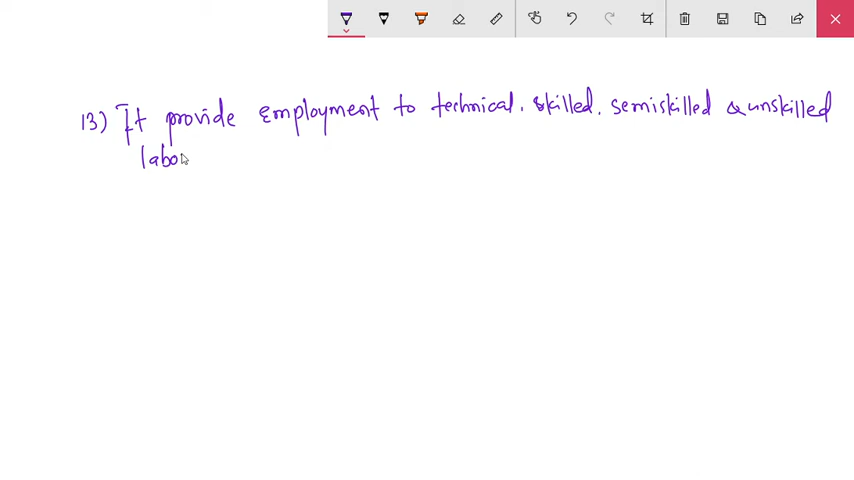 13) It provide employment to technical, skilled, semiskilled & unskilled
labo